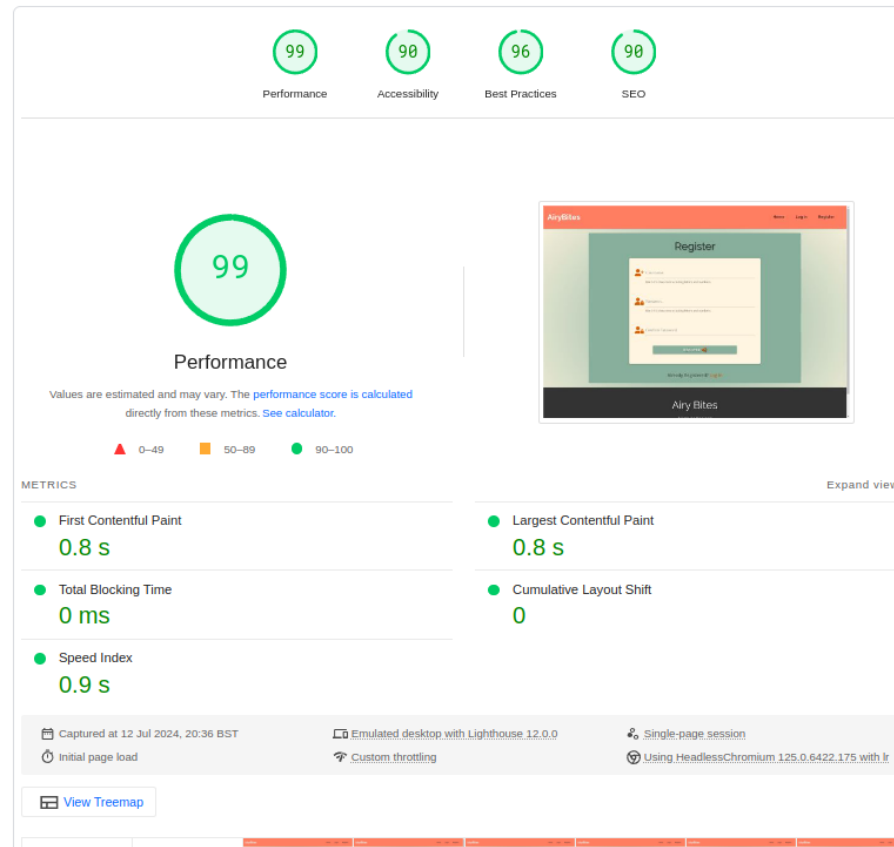 99 90 96 90
Performance Accessibility Best Practices SEO
99
Performance
Values are estimated and may vary. The performance score is calculated
directly from these metrics. See calculator.
0–49 50–89 90–100
AiryBites Home Log In Register
Register
Already Registered?
Airy Bites
METRICS Expand view
First Contentful Paint
0.8 s
Largest Contentful Paint
0.8 s
Total Blocking Time
0 ms
Cumulative Layout Shift
0
Speed Index
0.9 s
Captured at 12 Jul 2024, 20:36 BST
Emulated desktop with Lighthouse 12.0.0
Single-page session
Initial page load
Custom throttling
Using HeadlessChromium 125.0.6422.175 with lr
View Treemap